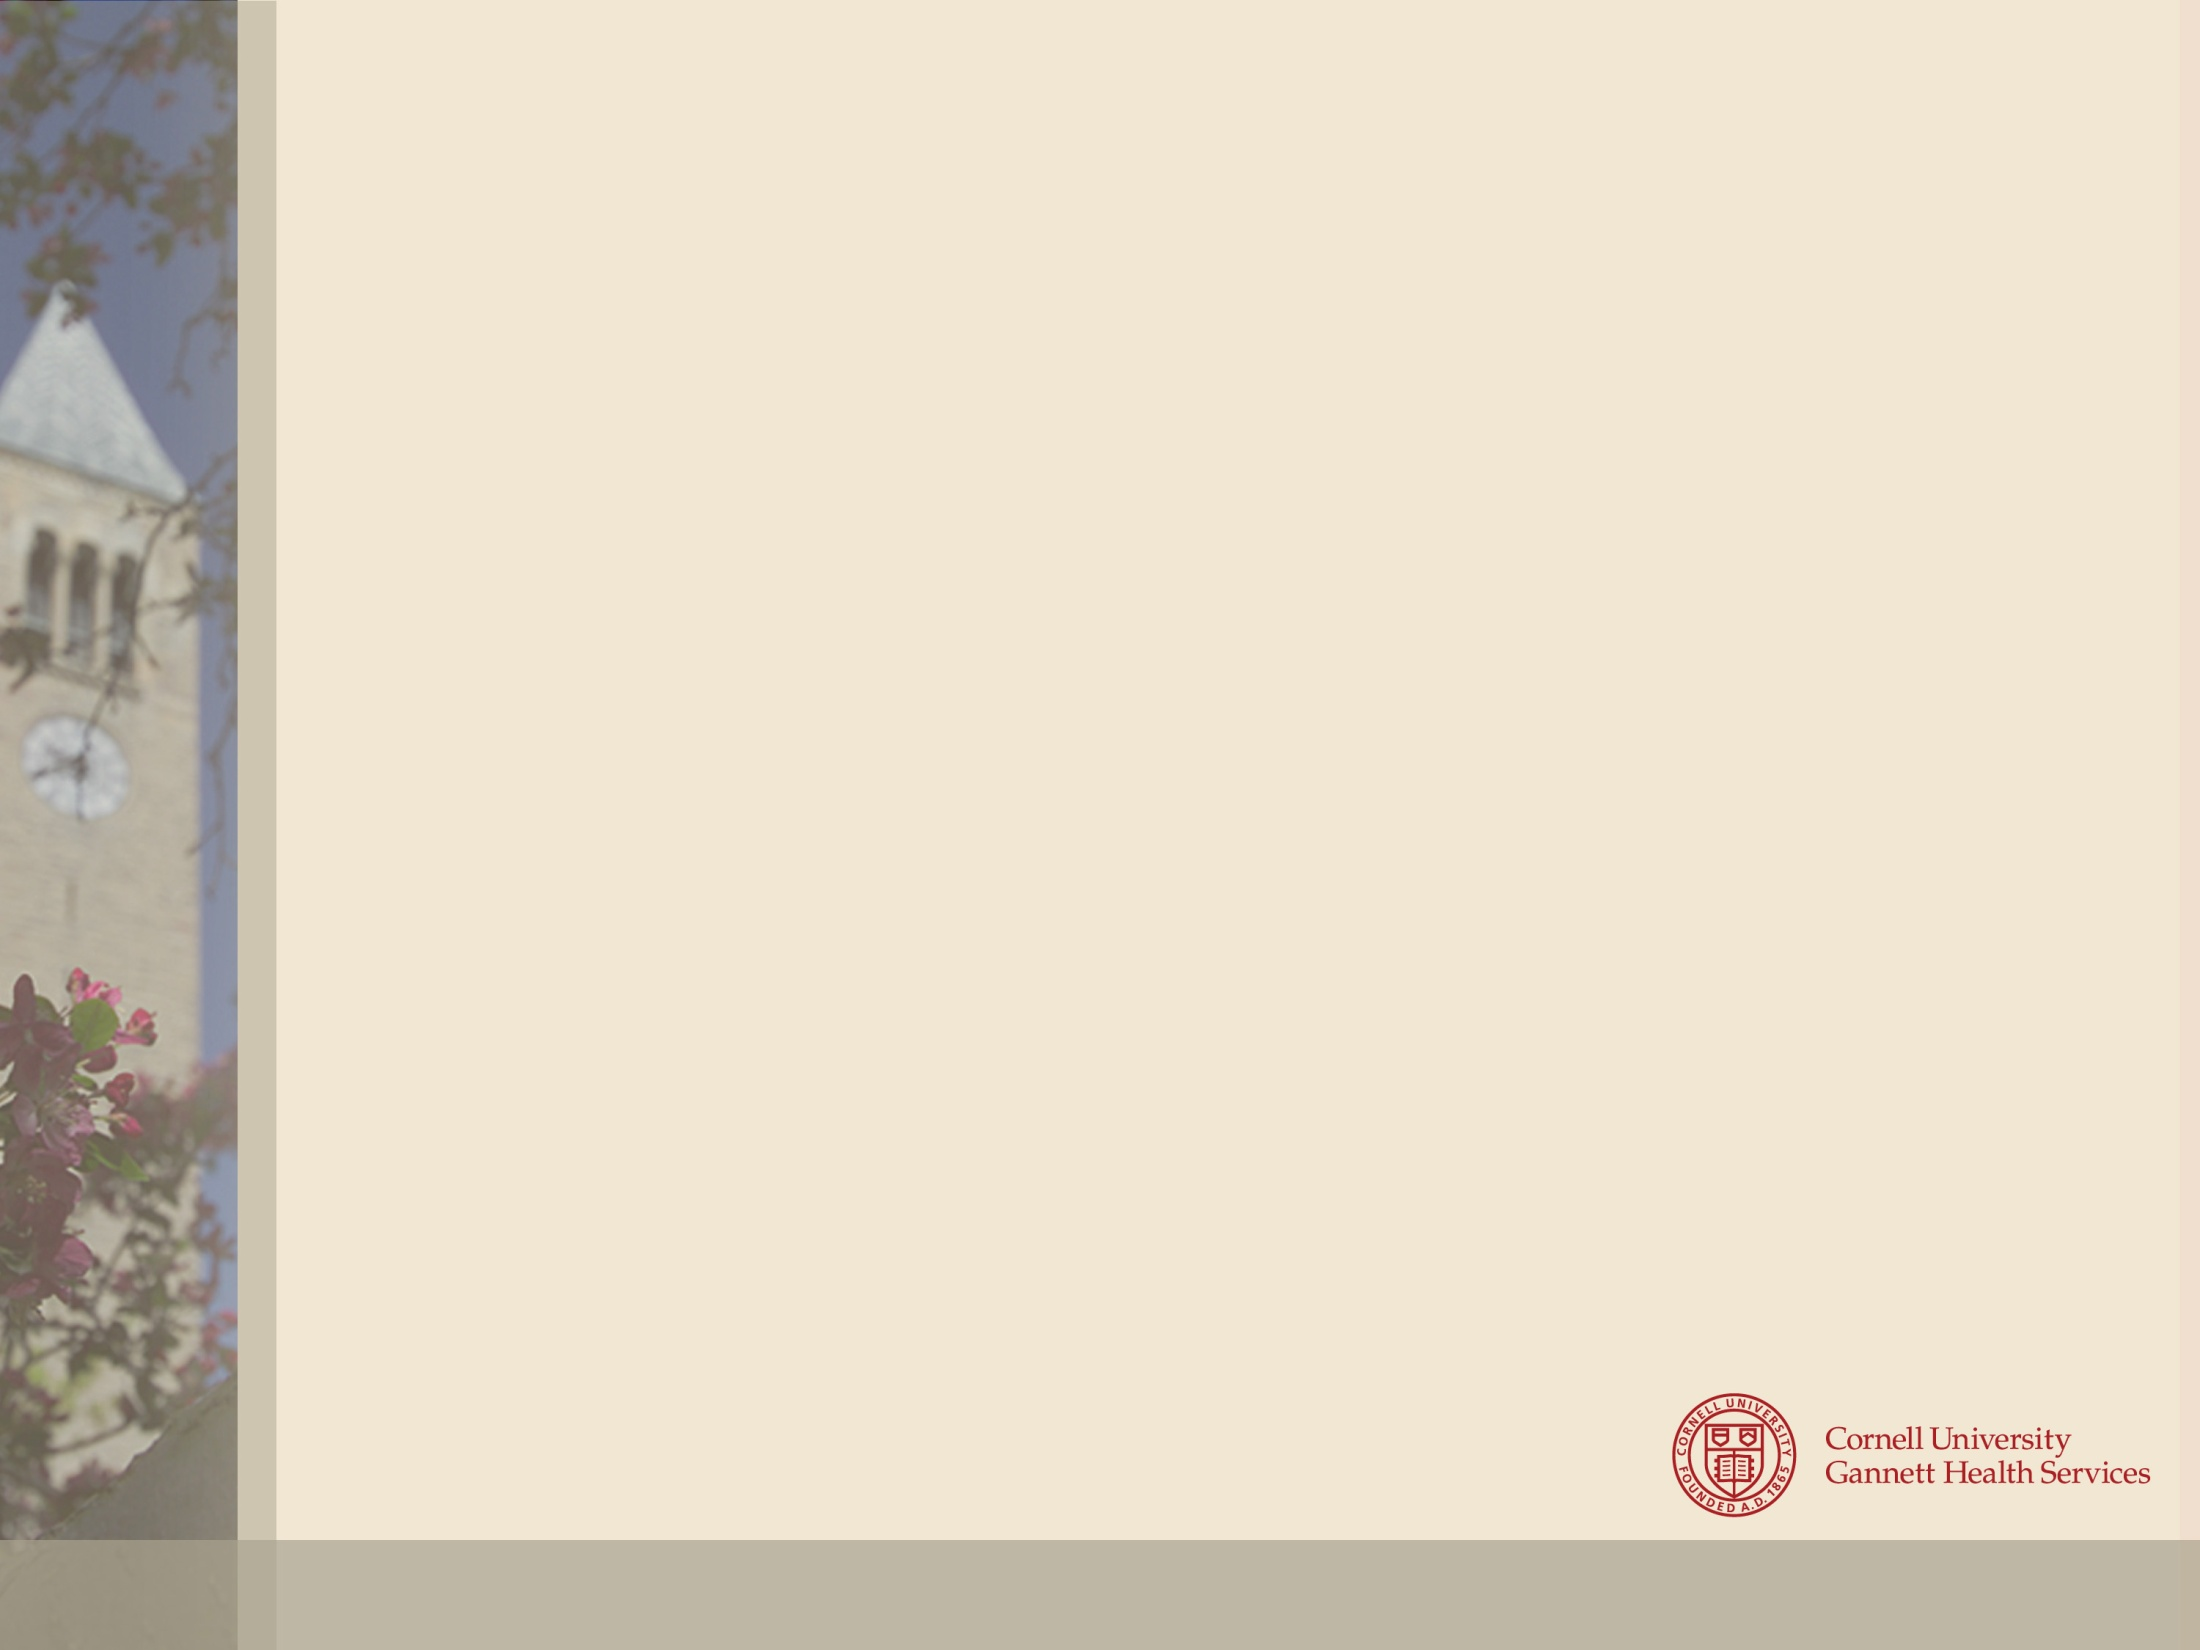 CORNELL UNIVERSITY
FOUNDED A.D. 1865
Cornell University
Gannett Health Services